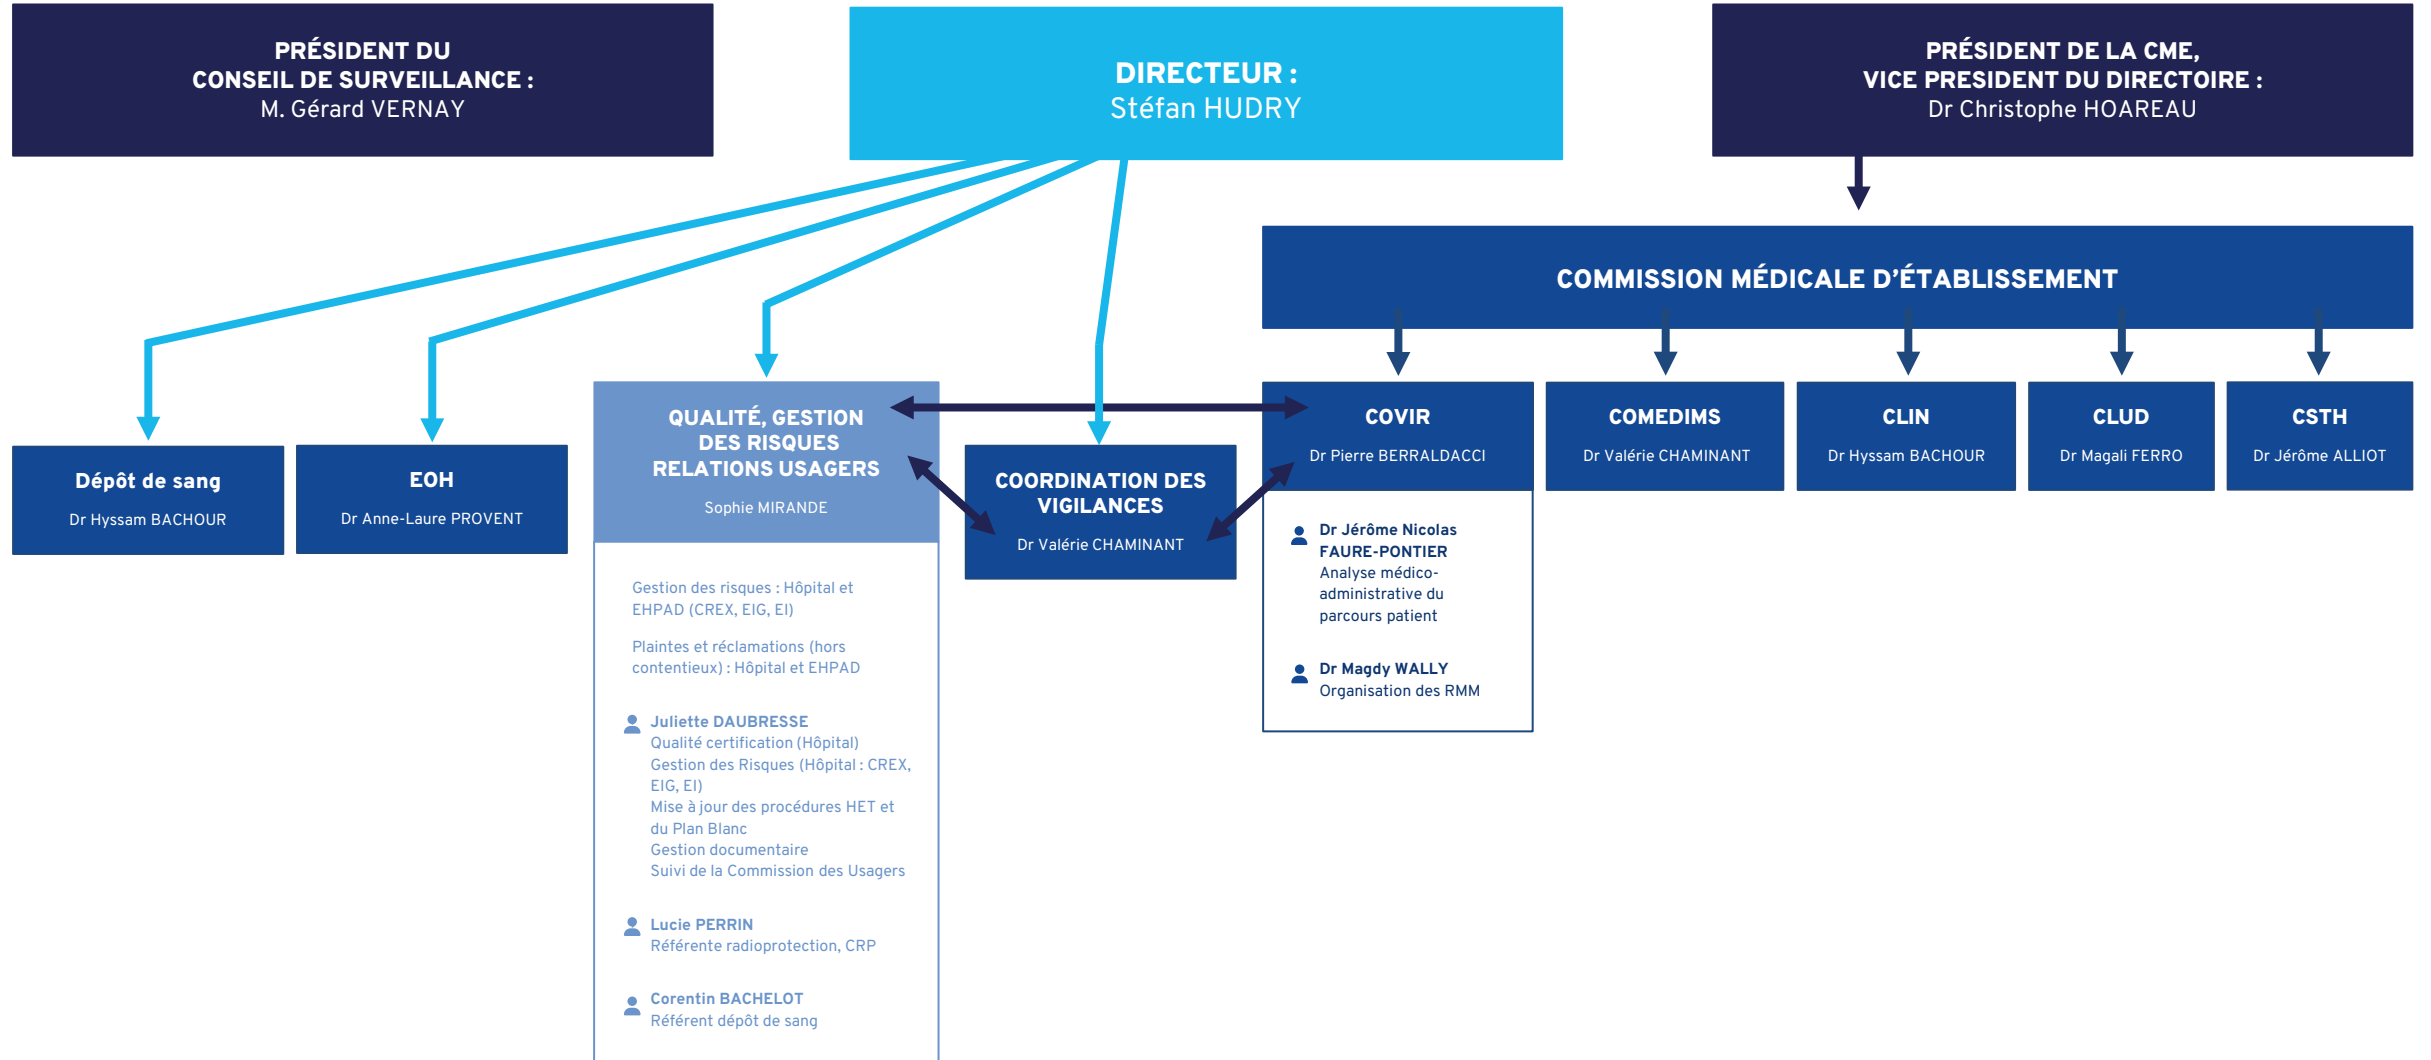 PRÉSIDENT DU
CONSEIL DE SURVEILLANCE :
M. Gérard VERNAY
DIRECTEUR :
Stéfan HUDRY
PRÉSIDENT DE LA CME,
VICE PRESIDENT DU DIRECTOIRE :
Dr Christophe HOAREAU
COMMISSION MÉDICALE D'ÉTABLISSEMENT
Dépôt de sang
Dr Hyssam BACHOUR
EOH
Dr Anne-Laure PROVENT
QUALITÉ, GESTION
DES RISQUES
RELATIONS USAGERS
Sophie MIRANDE
Gestion des risques : Hôpital et
EHPAD (CREX, EIG, EI)
Plaintes et réclamations (hors
contentieux) : Hôpital et EHPAD
Juliette DAUBRESSE
Qualité certification (Hôpital)
Gestion des Risques (Hôpital : CREX,
EIG, EI)
Mise à jour des procédures HET et
du Plan Blanc
Gestion documentaire
Suivi de la Commission des Usagers
Lucie PERRIN
Référente radioprotection, CRP
Corentin BACHELOT
Référent dépôt de sang
COORDINATION DES
VIGILANCES
Dr Valérie CHAMINANT
COVIR
Dr Pierre BERRALDACCI
Dr Jérôme Nicolas
FAURE-PONTIER
Analyse médico-
administrative du
parcours patient
Dr Magdy WALLY
Organisation des RMM
COMEDIMS
Dr Valérie CHAMINANT
CLIN
Dr Hyssam BACHOUR
CLUD
Dr Magali FERRO
CSTH
Dr Jérôme ALLIOT